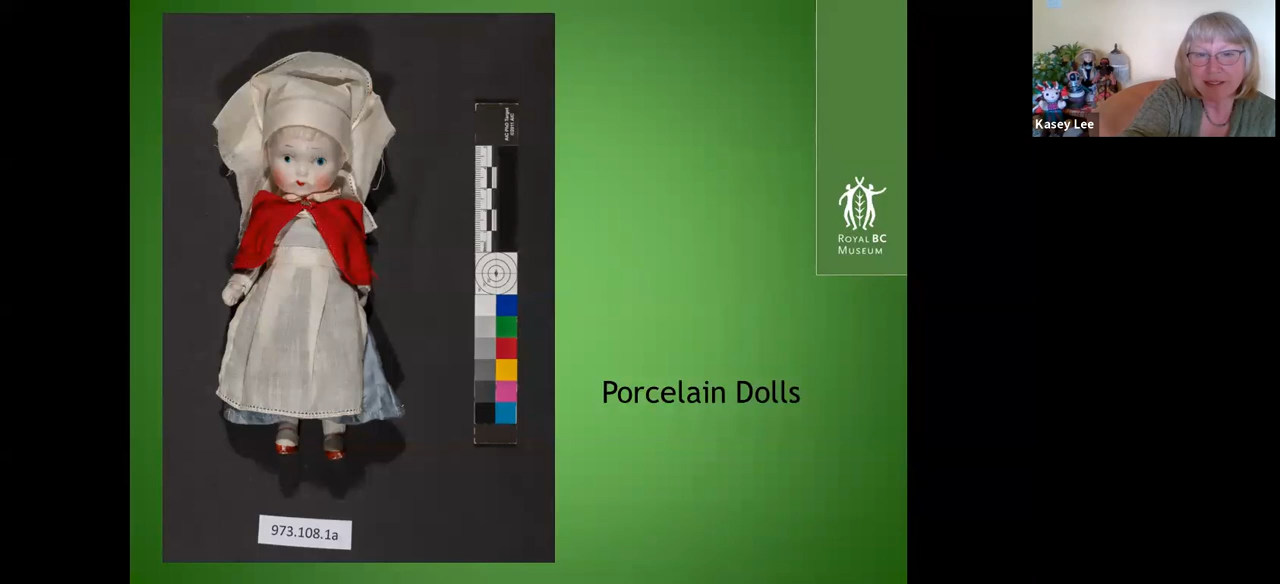 973.108.1a
Porcelain Dolls
ROYAL BC
MUSEUM
Kasey Lee